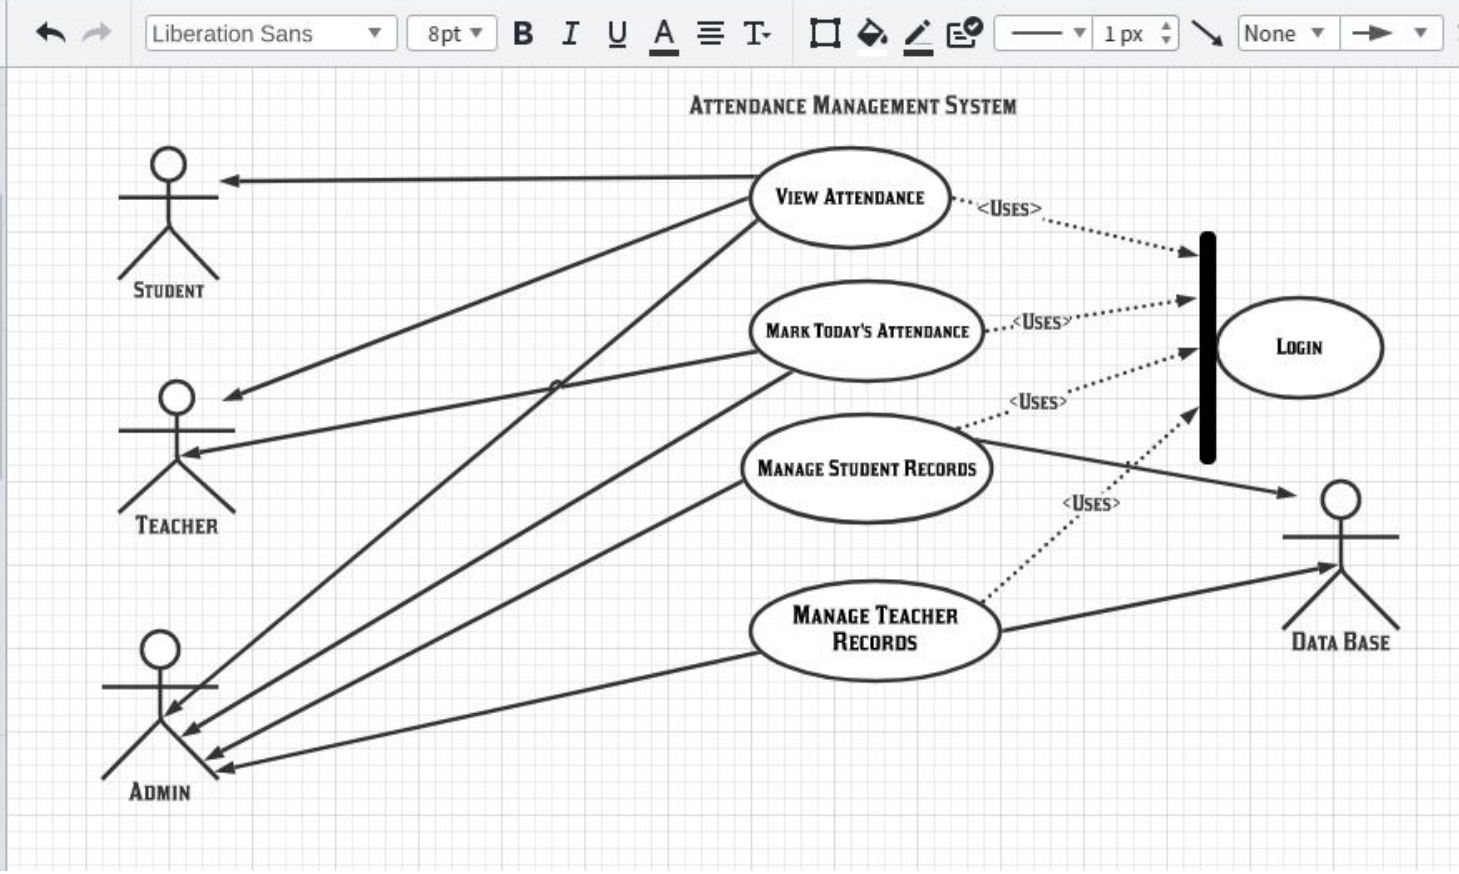 Liberation Sans 8pt B I U A T 1 px None
Attendance Management System
View Attendance
<Uses>
Student
Mark Today's Attendance
<Uses>
Login
<Uses>
Manage Student Records
Teacher
<Uses>
Manage Teacher
Records
Data Base
Admin